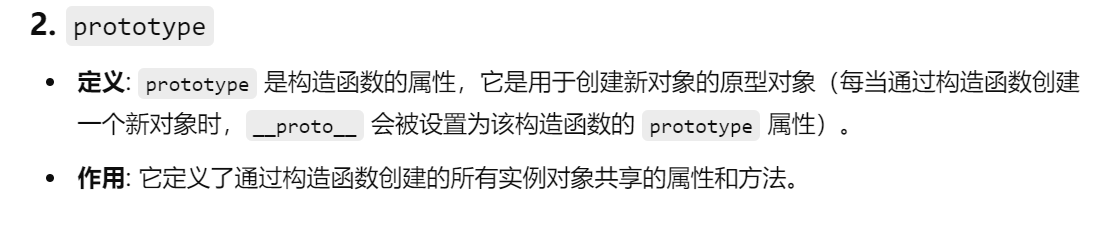 2. prototype
• 定义: prototype 是构造函数的属性，它是用于创建新对象的原型对象（每当通过构造函数创建
一个新对象时， __proto__ 会被设置为该构造函数的 prototype 属性）。
• 作用: 它定义了通过构造函数创建的所有实例对象共享的属性和方法。